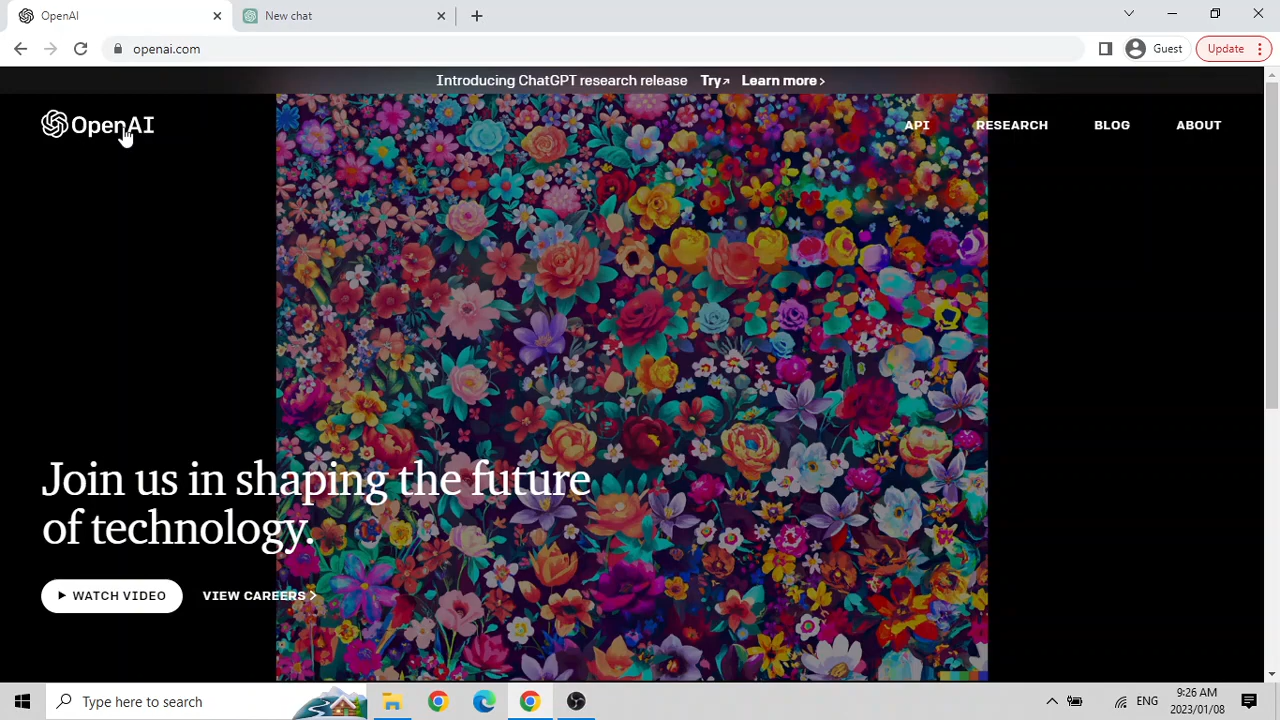 OpenAI
New chat
openai.com
Guest
Update
Introducing ChatGPT research release Try↗ Learn more >
OpenAI
API RESEARCH BLOG ABOUT
Join us in shaping the future
of technology.
WATCH VIDEO
VIEW CAREERS >
Type here to search
ENG
9:26 AM
2023/01/08